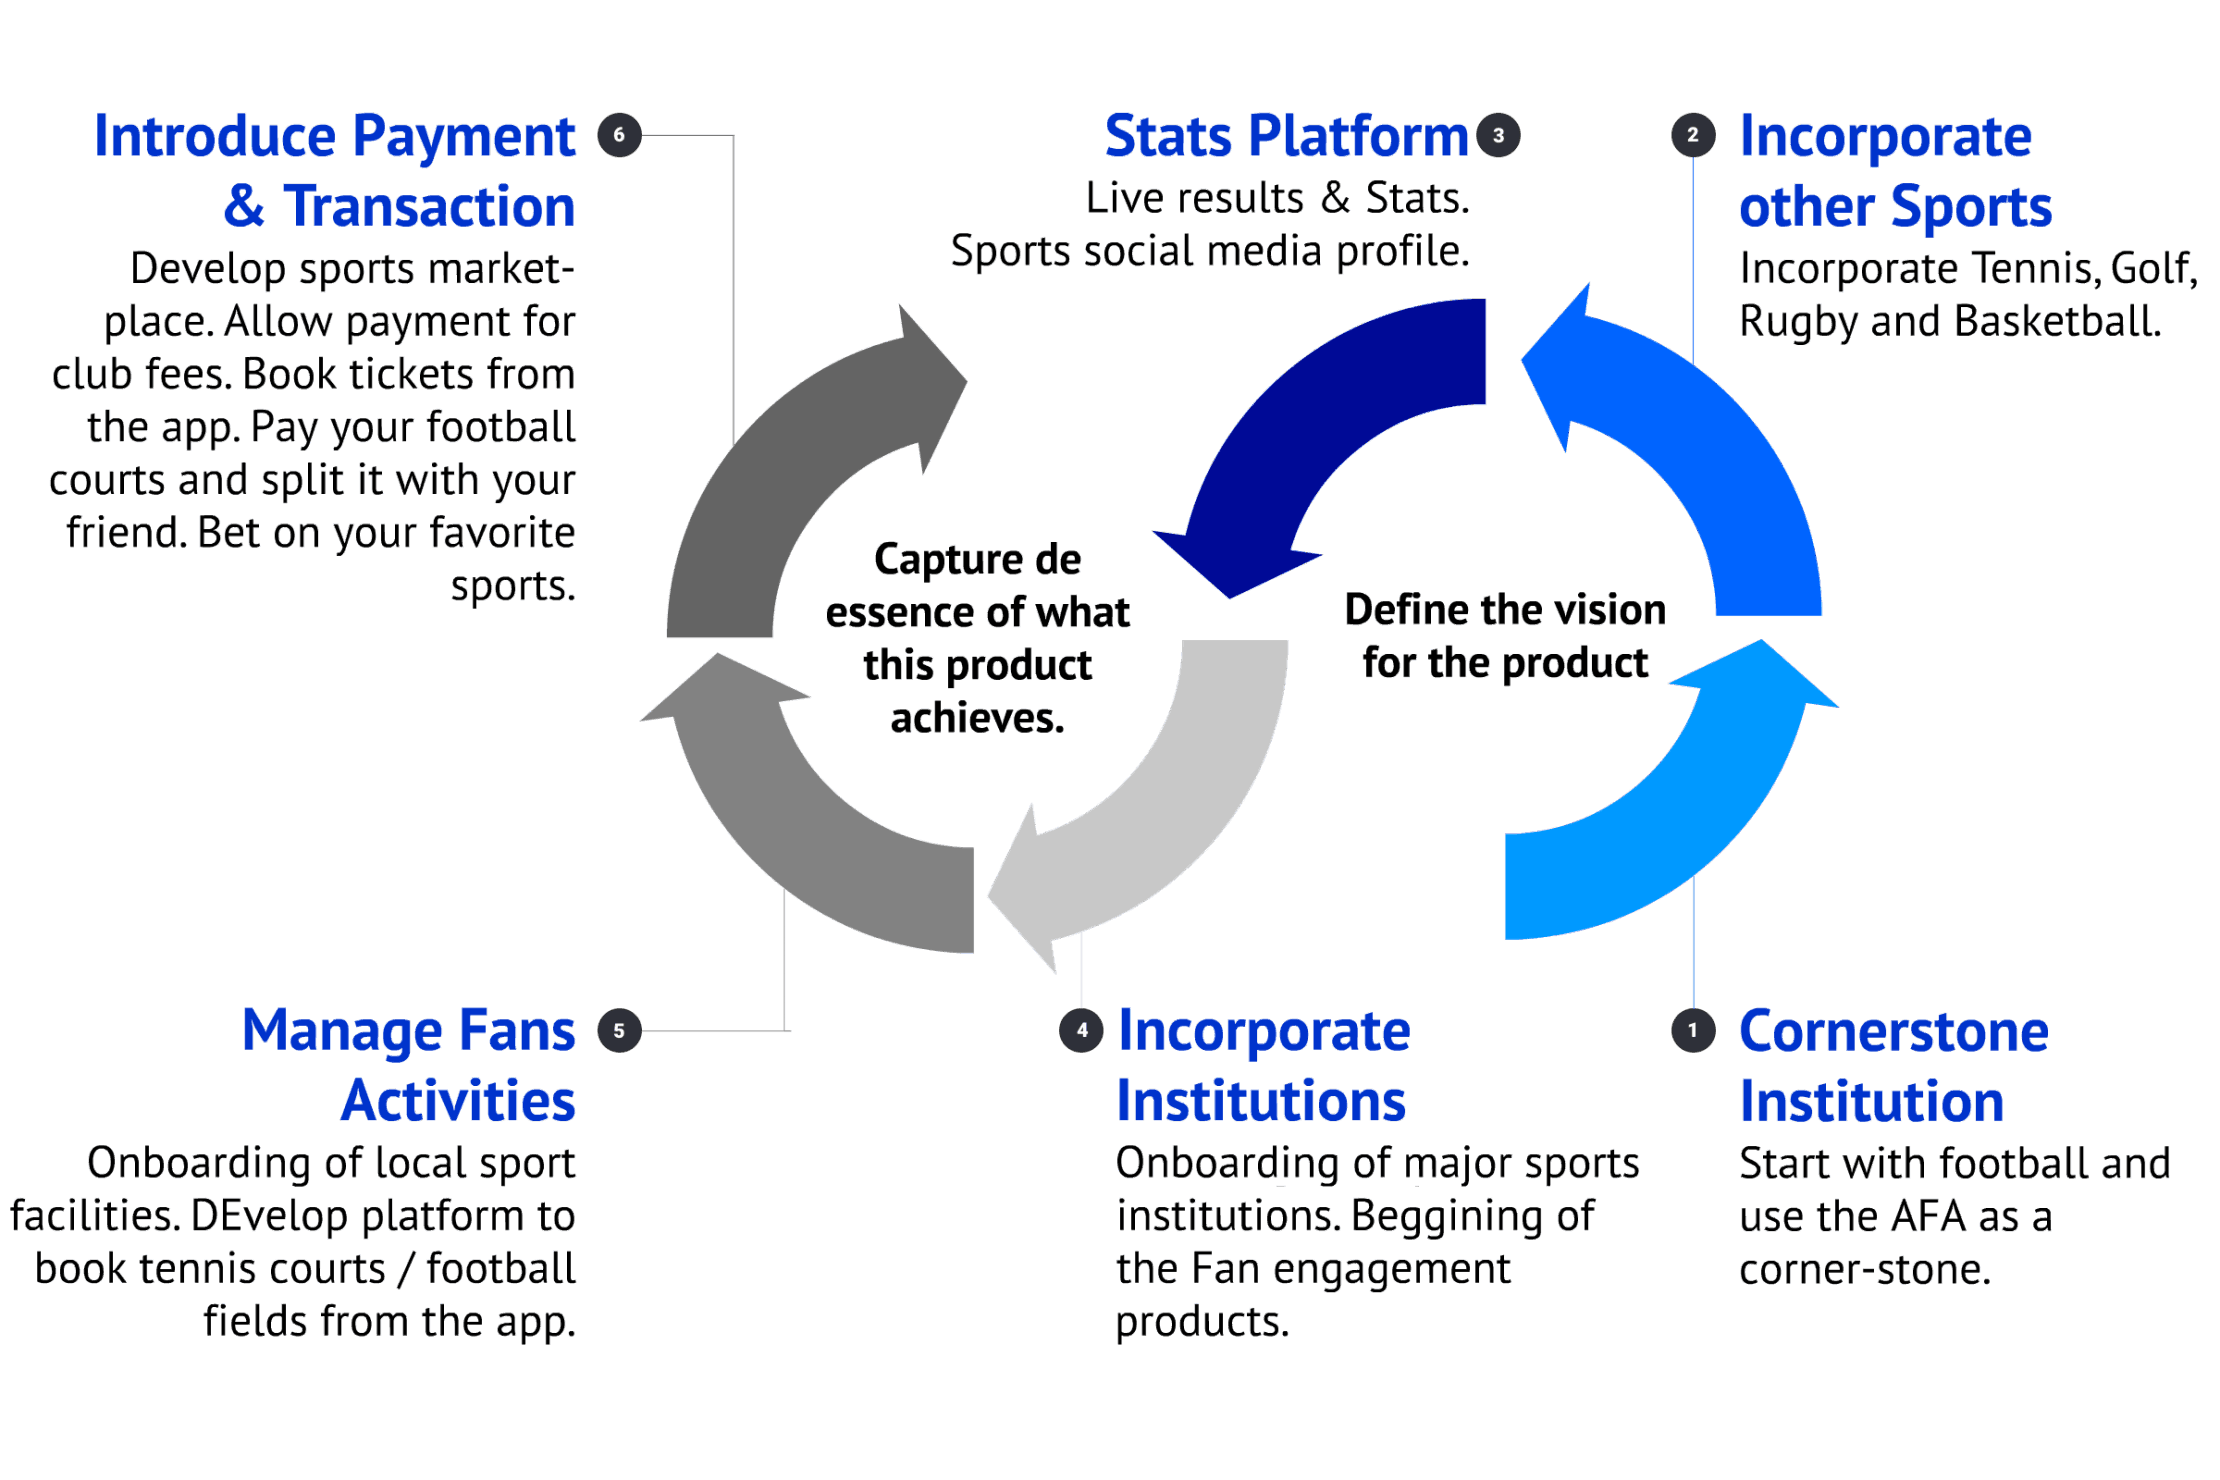 Introduce Payment
& Transaction
6
Develop sports market-
place. Allow payment for
club fees. Book tickets from
the app. Pay your football
courts and split it with your
friend. Bet on your favorite
sports.
Stats Platform
3
Live results & Stats.
Sports social media profile.
2
Incorporate
other Sports
Incorporate Tennis, Golf,
Rugby and Basketball.
Capture de
essence of what
this product
achieves.
Define the vision
for the product
Manage Fans
Activities
5
Onboarding of local sport
facilities. DEvelop platform to
book tennis courts / football
fields from the app.
4
Incorporate
Institutions
Onboarding of major sports
institutions. Beggining of
the Fan engagement
products.
1
Cornerstone
Institution
Start with football and
use the AFA as a
corner-stone.